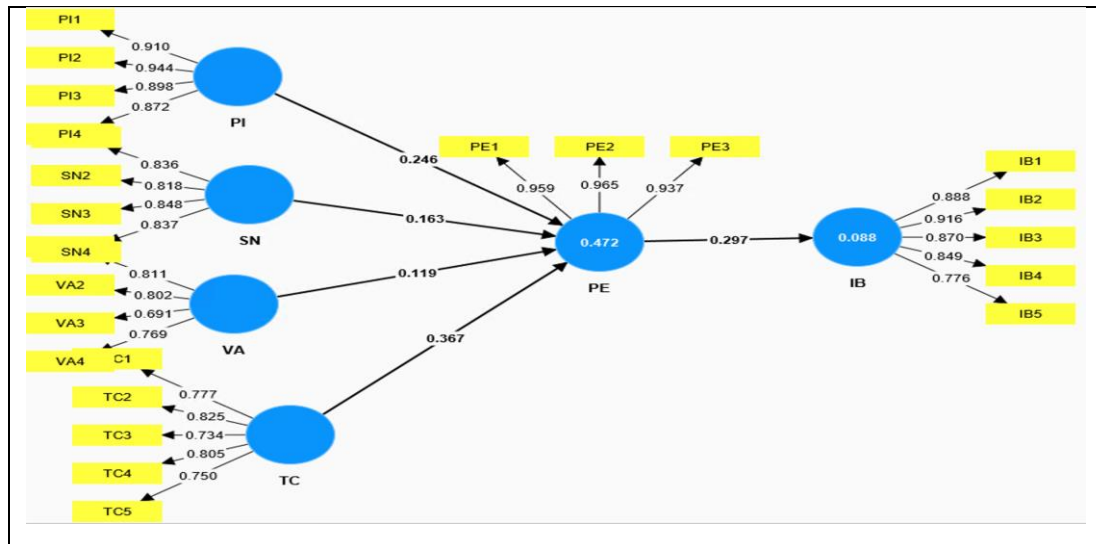 PI1
0.910
PI2
0.944
PI3
0.898
0.872
PI4
PI
0.836
SN2
0.818
SN3
0.848
0.837
SN4
SN
0.811
VA2
0.802
VA3
0.691
0.769
VA4
VA
C1
0.777
TC2
0.825
TC3
0.734
TC4
0.805
0.750
TC5
TC
0.246
0.163
0.119
0.367
PE1
PE2
PE3
0.959
0.965
0.937
0.472
PE
0.297
0.088
IB
0.888
IB1
0.916
IB2
0.870
IB3
0.849
IB4
0.776
IB5